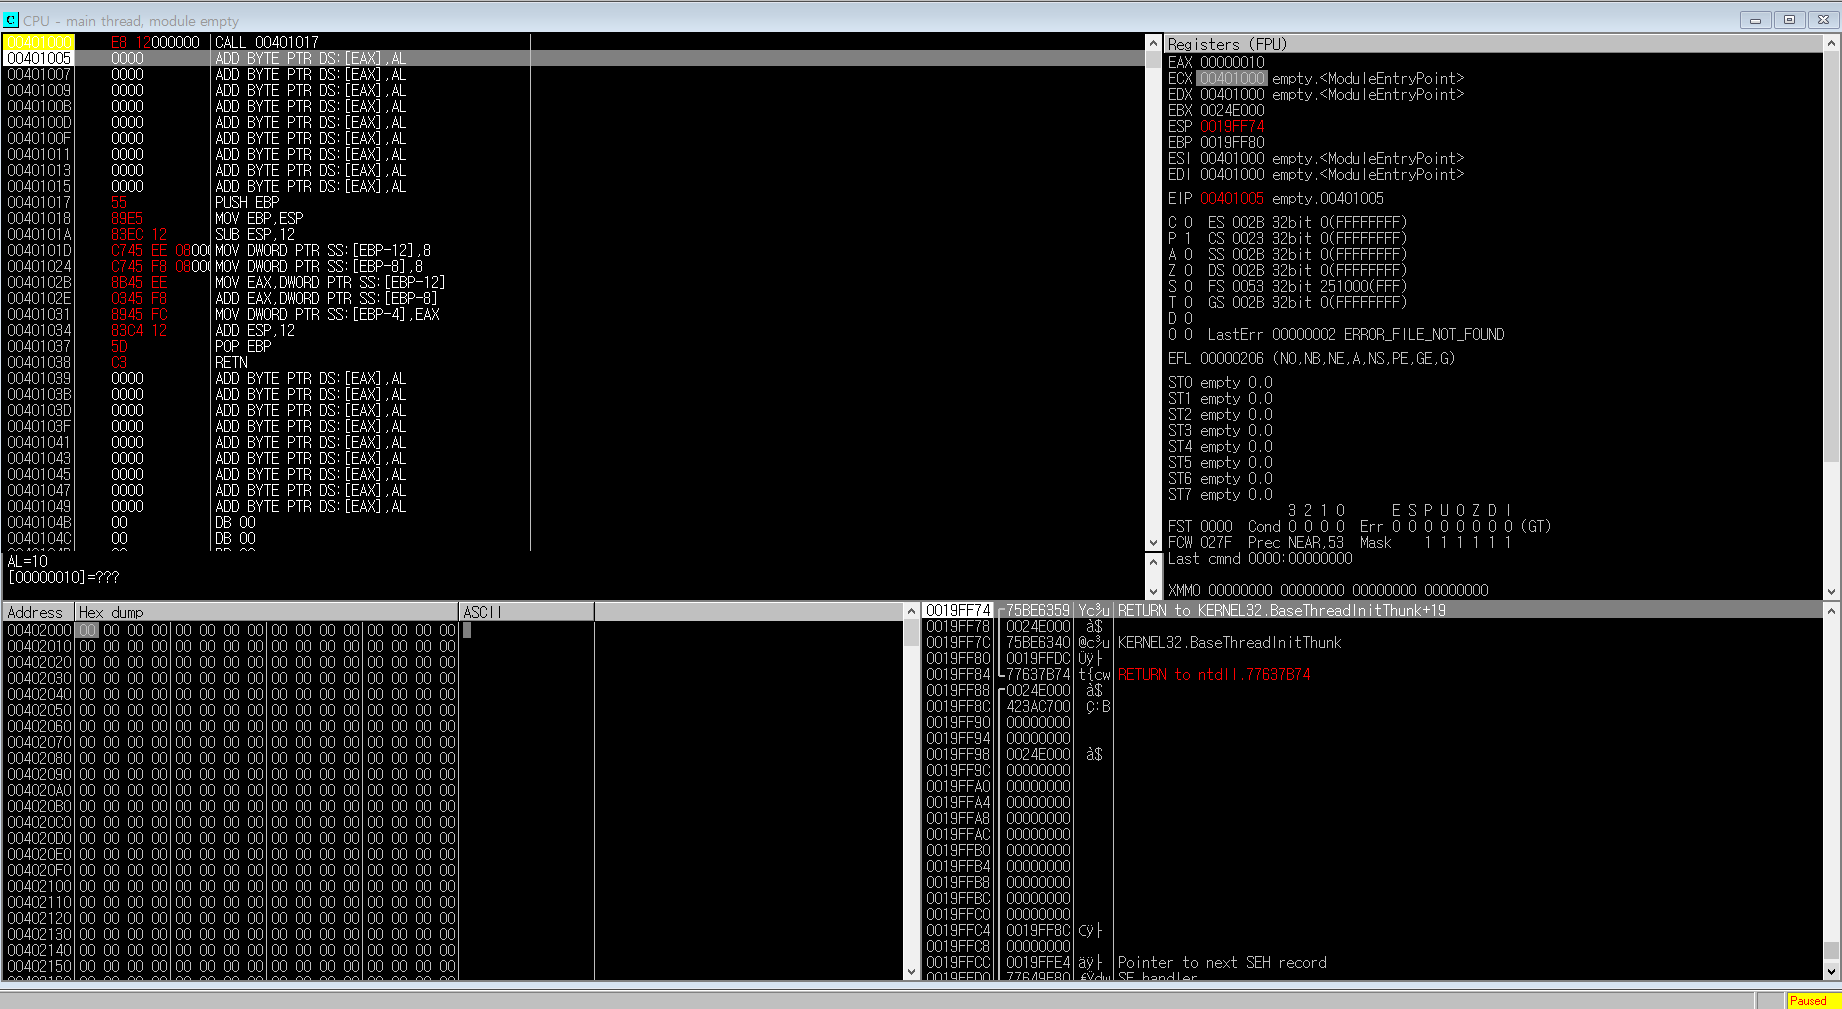 CPU - main thread, module empty
E8 12000000 CALL 00401017
00401005 0000 ADD BYTE PTR DS:[EAX],AL
00401007 0000 ADD BYTE PTR DS:[EAX],AL
00401009 0000 ADD BYTE PTR DS:[EAX],AL
0040100B 0000 ADD BYTE PTR DS:[EAX],AL
0040100D 0000 ADD BYTE PTR DS:[EAX],AL
0040100F 0000 ADD BYTE PTR DS:[EAX],AL
00401011 0000 ADD BYTE PTR DS:[EAX],AL
00401013 0000 ADD BYTE PTR DS:[EAX],AL
00401015 0000 ADD BYTE PTR DS:[EAX],AL
00401017 55 PUSH EBP
00401018 89E5 MOV EBP,ESP
0040101A 83EC 12 SUB ESP,12
0040101D C745 EE 08000 MOV DWORD PTR SS:[EBP-12],8
00401024 C745 F8 08000 MOV DWORD PTR SS:[EBP-8],8
0040102B 8B45 EE MOV EAX,DWORD PTR SS:[EBP-12]
0040102E 0345 F8 ADD EAX,DWORD PTR SS:[EBP-8]
00401031 8945 FC MOV DWORD PTR SS:[EBP-4],EAX
00401034 83C4 12 ADD ESP,12
00401037 5D POP EBP
00401038 C3 RETN
00401039 0000 ADD BYTE PTR DS:[EAX],AL
0040103B 0000 ADD BYTE PTR DS:[EAX],AL
0040103D 0000 ADD BYTE PTR DS:[EAX],AL
0040103F 0000 ADD BYTE PTR DS:[EAX],AL
00401041 0000 ADD BYTE PTR DS:[EAX],AL
00401043 0000 ADD BYTE PTR DS:[EAX],AL
00401045 0000 ADD BYTE PTR DS:[EAX],AL
00401047 0000 ADD BYTE PTR DS:[EAX],AL
00401049 0000 ADD BYTE PTR DS:[EAX],AL
0040104B 00 DB 00
0040104C 00 DB 00
AL=10
[00000010]=???
Registers (FPU)
EAX 00000010
ECX 00401000 empty.<ModuleEntryPoint>
EDX 00401000 empty.<ModuleEntryPoint>
EBX 0024E000
ESP 0019FF74
EBP 0019FF80
ESI 00401000 empty.<ModuleEntryPoint>
EDI 00401000 empty.<ModuleEntryPoint>
EIP 00401005 empty.00401005
C 0 ES 002B 32bit 0(FFFFFFFF)
P 1 CS 0023 32bit 0(FFFFFFFF)
A 0 SS 002B 32bit 0(FFFFFFFF)
Z 0 DS 002B 32bit 0(FFFFFFFF)
S 0 FS 0053 32bit 251000(FFF)
T 0 GS 002B 32bit 0(FFFFFFFF)
D 0
O 0 LastErr 00000002 ERROR_FILE_NOT_FOUND
EFL 00000206 (NO,NB,NE,A,NS,PE,GE,G)
ST0 empty 0.0
ST1 empty 0.0
ST2 empty 0.0
ST3 empty 0.0
ST4 empty 0.0
ST5 empty 0.0
ST6 empty 0.0
ST7 empty 0.0
3 2 1 0 E S P U O Z D I
FST 0000 Cond 0 0 0 0 Err 0 0 0 0 0 0 0 0 (GT)
FCW 027F Prec NEAR,53 Mask 1 1 1 1 1 1
Last cmnd 0000:00000000
XMM0 00000000 00000000 00000000 00000000
Address Hex dump ASCII
00402000 00 00 00 00 00 00 00 00 00 00 00 00 00 00 00 00
00402010 00 00 00 00 00 00 00 00 00 00 00 00 00 00 00 00
00402020 00 00 00 00 00 00 00 00 00 00 00 00 00 00 00 00
00402030 00 00 00 00 00 00 00 00 00 00 00 00 00 00 00 00
00402040 00 00 00 00 00 00 00 00 00 00 00 00 00 00 00 00
00402050 00 00 00 00 00 00 00 00 00 00 00 00 00 00 00 00
00402060 00 00 00 00 00 00 00 00 00 00 00 00 00 00 00 00
00402070 00 00 00 00 00 00 00 00 00 00 00 00 00 00 00 00
00402080 00 00 00 00 00 00 00 00 00 00 00 00 00 00 00 00
00402090 00 00 00 00 00 00 00 00 00 00 00 00 00 00 00 00
004020A0 00 00 00 00 00 00 00 00 00 00 00 00 00 00 00 00
004020B0 00 00 00 00 00 00 00 00 00 00 00 00 00 00 00 00
004020C0 00 00 00 00 00 00 00 00 00 00 00 00 00 00 00 00
004020D0 00 00 00 00 00 00 00 00 00 00 00 00 00 00 00 00
004020E0 00 00 00 00 00 00 00 00 00 00 00 00 00 00 00 00
004020F0 00 00 00 00 00 00 00 00 00 00 00 00 00 00 00 00
00402100 00 00 00 00 00 00 00 00 00 00 00 00 00 00 00 00
00402110 00 00 00 00 00 00 00 00 00 00 00 00 00 00 00 00
00402120 00 00 00 00 00 00 00 00 00 00 00 00 00 00 00 00
00402130 00 00 00 00 00 00 00 00 00 00 00 00 00 00 00 00
00402140 00 00 00 00 00 00 00 00 00 00 00 00 00 00 00 00
00402150 00 00 00 00 00 00 00 00 00 00 00 00 00 00 00 00
0019FF74 75BE6359 Yc¾u RETURN to KERNEL32.BaseThreadInitThunk+19
0019FF78 0024E000 à$
0019FF7C 75BE6340 @c¾u KERNEL32.BaseThreadInitThunk
0019FF80 0019FFDC Üÿ
0019FF84 77637B74 t{cw RETURN to ntdll.77637B74
0019FF88 0024E000 à$
0019FF8C 423AC700 Ç:B
0019FF90 00000000
0019FF94 00000000
0019FF98 0024E000 à$
0019FF9C 00000000
0019FFA0 00000000
0019FFA4 00000000
0019FFA8 00000000
0019FFAC 00000000
0019FFB0 00000000
0019FFB4 00000000
0019FFB8 00000000
0019FFBC 00000000
0019FFC0 00000000
0019FFC4 0019FF8C ÿ
0019FFC8 00000000
0019FFCC 0019FFE4 äÿ Pointer to next SEH record
0019FFD0 77649F80 SE handler
Paused